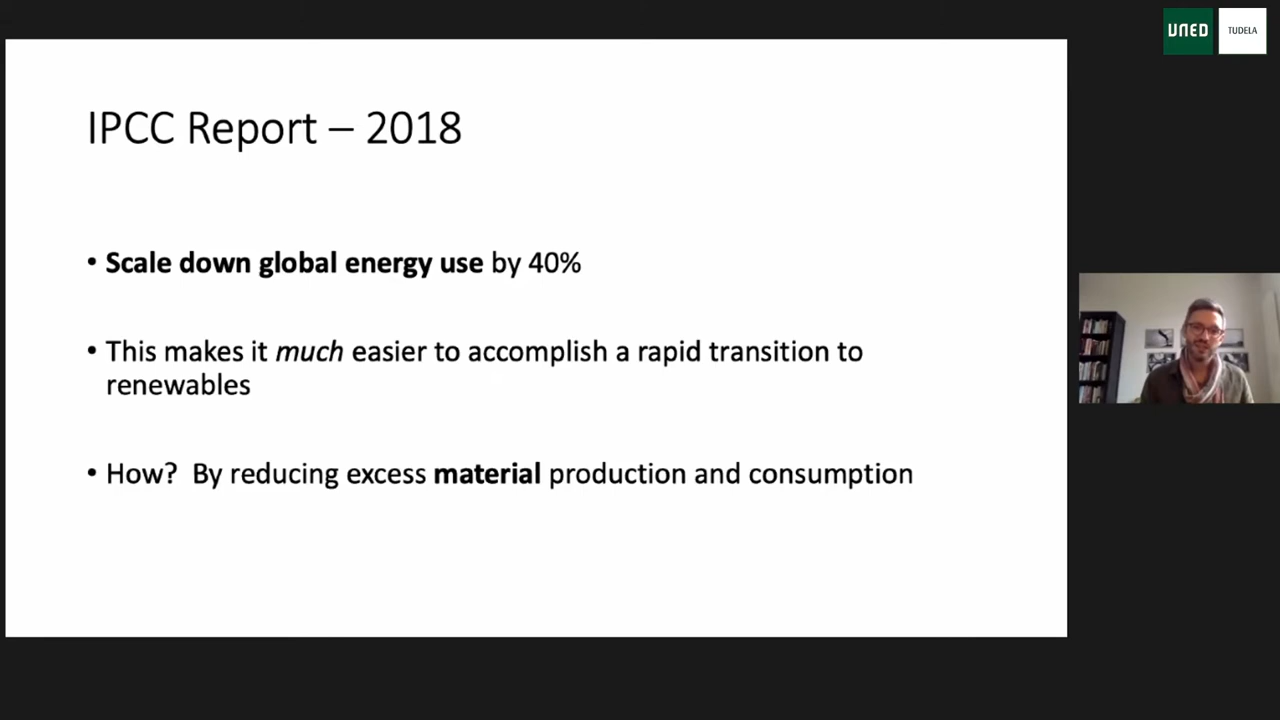 UNED
TUDELA
IPCC Report – 2018
• Scale down global energy use by 40%
• This makes it much easier to accomplish a rapid transition to
renewables
• How?  By reducing excess material production and consumption